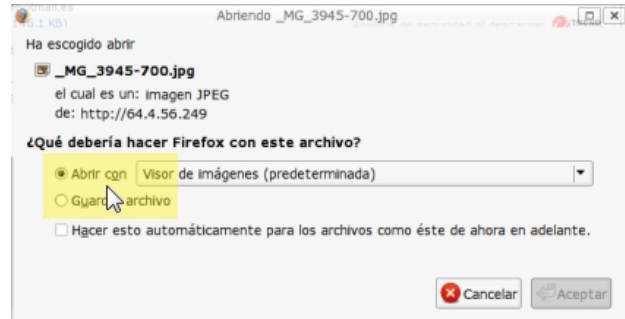 Abriendo _MG_3945-700.jpg
Ha escogido abrir
_MG_3945-700.jpg
el cual es un: imagen JPEG
de: http://64.4.56.249
¿Qué debería hacer Firefox con este archivo?
Abrir con Visor de imágenes (predeterminada)
archivo
Hacer esto automáticamente para los archivos como éste de ahora en adelante.
Cancelar Aceptar